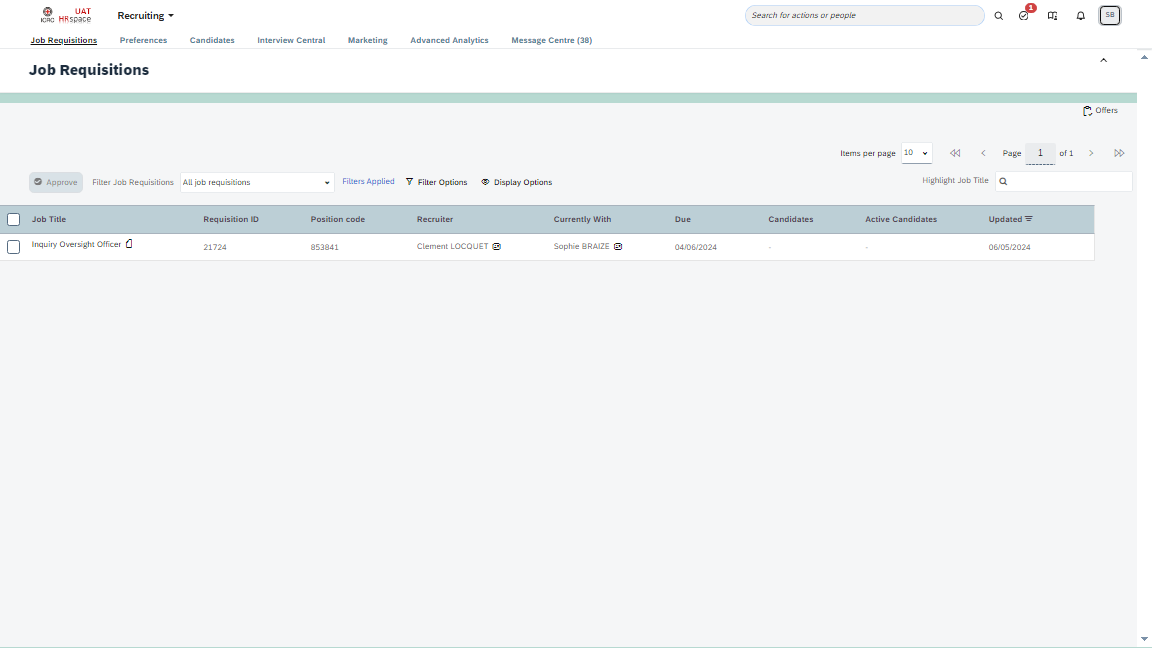 ICRC UAT HRspace Recruiting Search for actions or people 1 SB
Job Requisitions Preferences Candidates Interview Central Marketing Advanced Analytics Message Centre (38)
Job Requisitions
Offers
Items per page 10 Page 1 of 1
Approve Filter Job Requisitions All job requisitions Filters Applied Filter Options Display Options Highlight Job Title
Job Title Requisition ID Position code Recruiter Currently With Due Candidates Active Candidates Updated
Inquiry Oversight Officer 21724 853841 Clement LOCQUET Sophie BRAIZE 04/06/2024 - - 06/05/2024